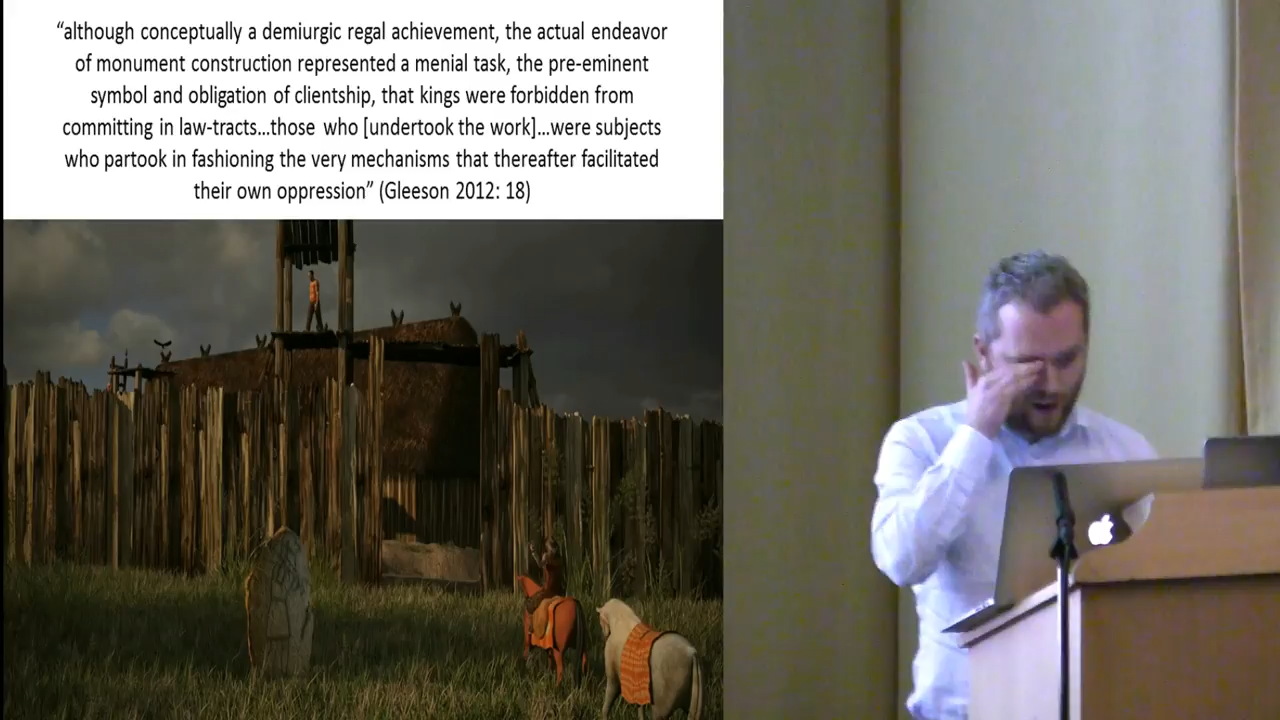 “although conceptually a demiurgic regal achievement, the actual endeavor
of monument construction represented a menial task, the pre-eminent
symbol and obligation of clientship, that kings were forbidden from
committing in law-tracts…those who [undertook the work]…were subjects
who partook in fashioning the very mechanisms that thereafter facilitated
their own oppression” (Gleeson 2012: 18)